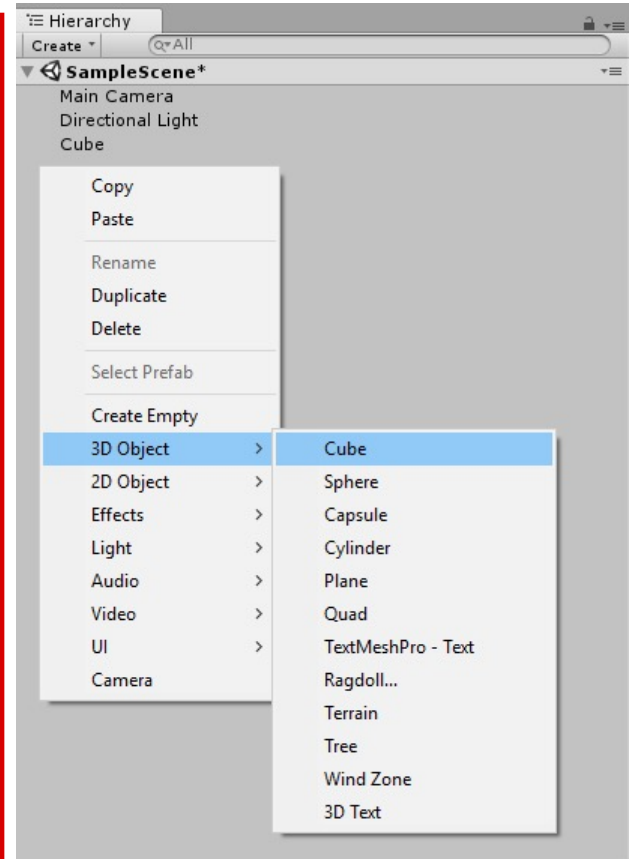 Hierarchy
Create All
SampleScene*
Main Camera
Directional Light
Cube
Copy
Paste
Rename
Duplicate
Delete
Select Prefab
Create Empty
3D Object >
2D Object >
Effects >
Light >
Audio >
Video >
UI >
Camera
Cube
Sphere
Capsule
Cylinder
Plane
Quad
TextMeshPro - Text
Ragdoll...
Terrain
Tree
Wind Zone
3D Text